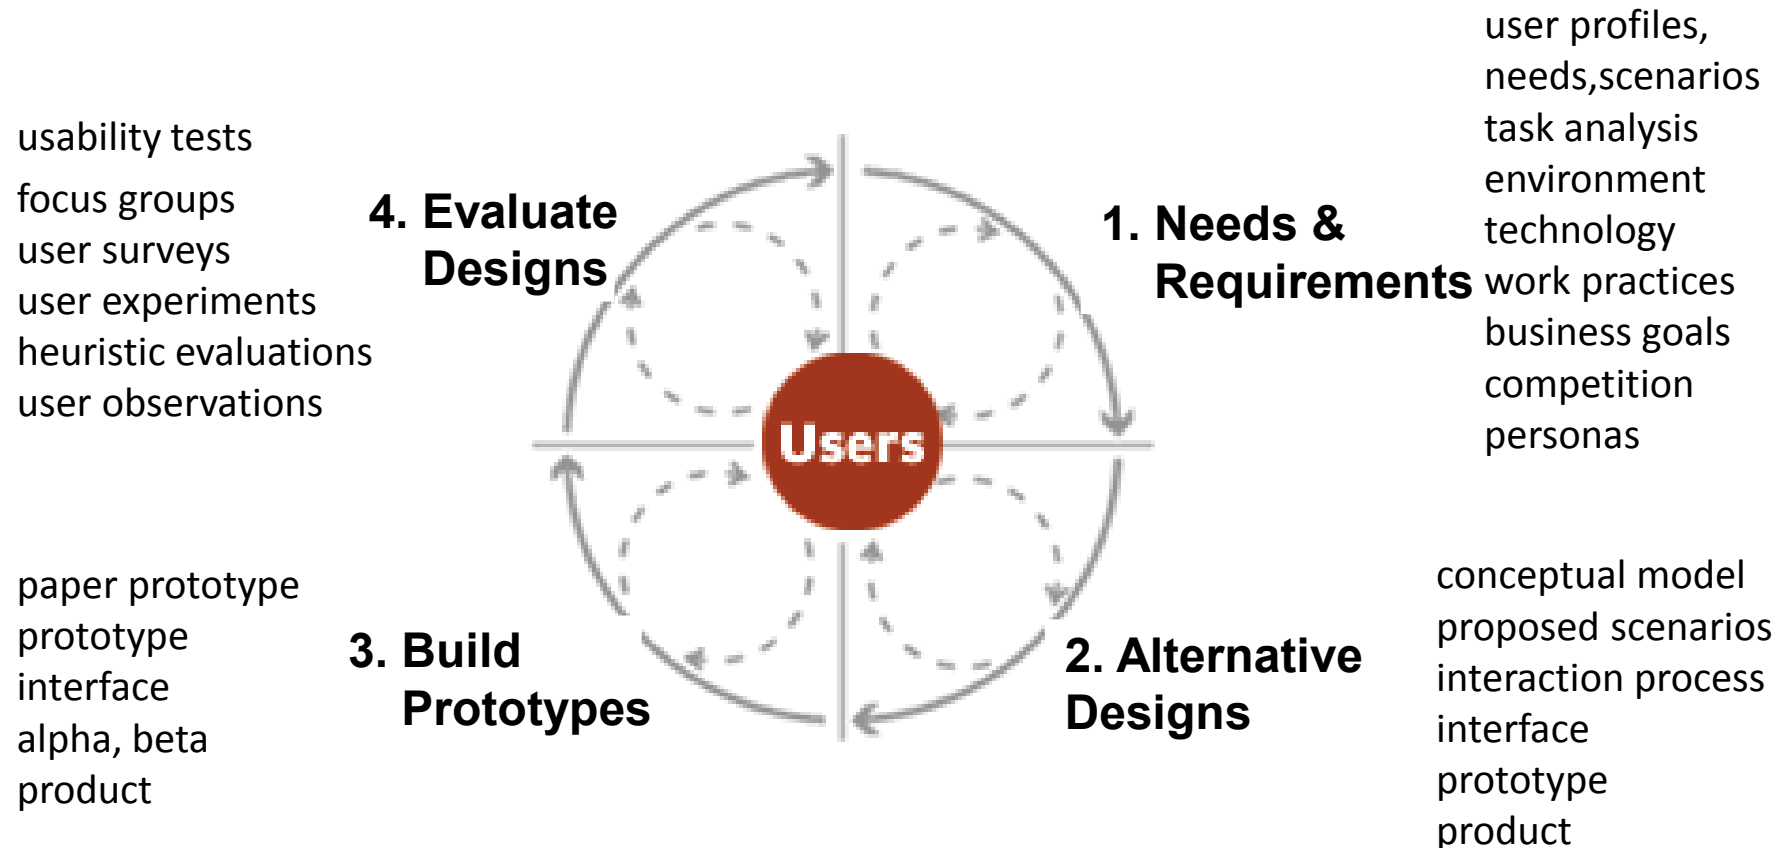 usability tests
focus groups
user surveys
user experiments
heuristic evaluations
user observations
4. Evaluate
Designs
1. Needs &
Requirements
user profiles,
needs,scenarios
task analysis
environment
technology
work practices
business goals
competition
personas
Users
paper prototype
prototype
interface
alpha, beta
product
3. Build
Prototypes
2. Alternative
Designs
conceptual model
proposed scenarios
interaction process
interface
prototype
product